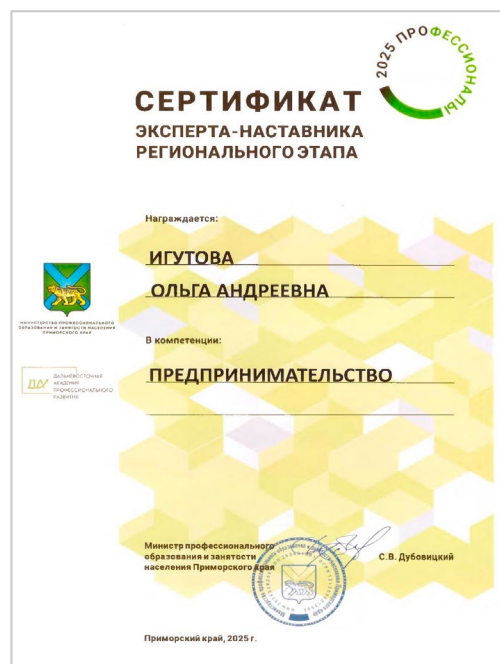 2025 ПРОФЕССИОНАЛЫ
СЕРТИФИКАТ
ЭКСПЕРТА-НАСТАВНИКА
РЕГИОНАЛЬНОГО ЭТАПА
Награждается:
ИГУТОВА
ОЛЬГА АНДРЕЕВНА
МИНИСТЕРСТВО ПРОФЕССИОНАЛЬНОГО
ОБРАЗОВАНИЯ И ЗАНЯТОСТИ НАСЕЛЕНИЯ
ПРИМОРСКОГО КРАЯ
В компетенции:
ДАЛЬНЕВОСТОЧНАЯ
АКАДЕМИЯ
ПРОФЕССИОНАЛЬНОГО
РАЗВИТИЯ
ПРЕДПРИНИМАТЕЛЬСТВО
Министр профессионального
образования и занятости
населения Приморского края
С.В. Дубовицкий
Приморский край, 2025 г.